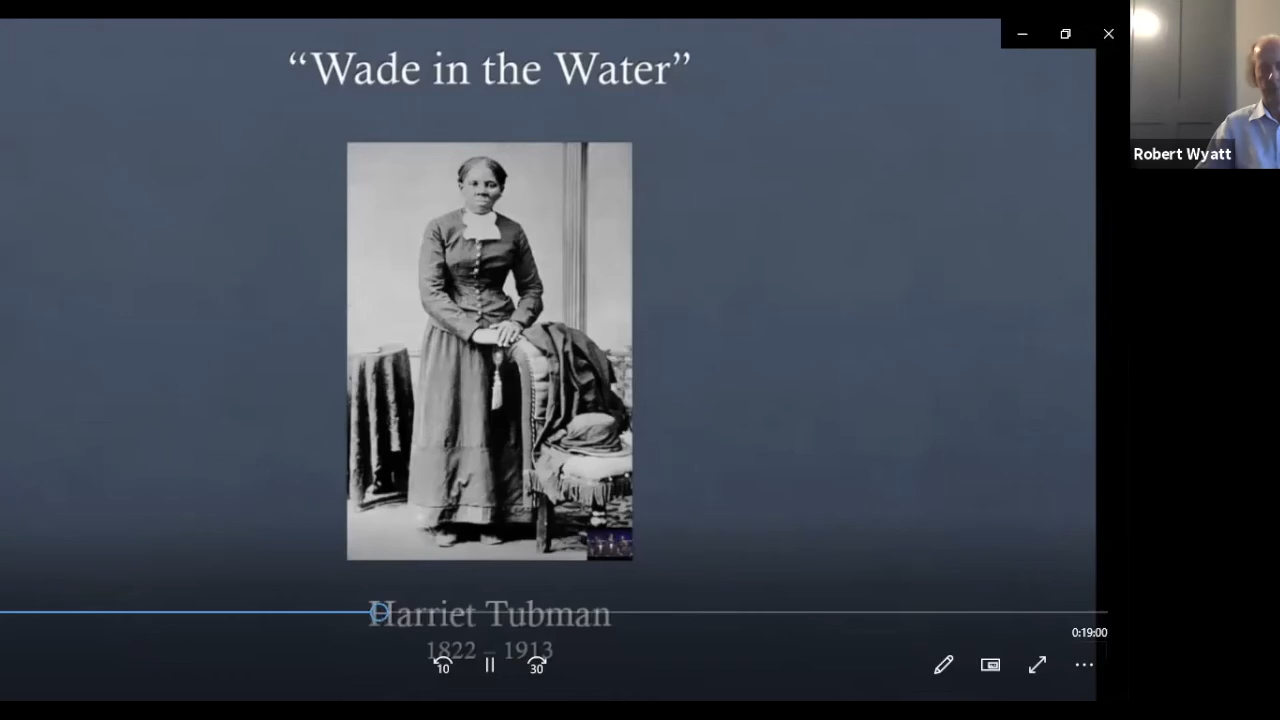 “Wade in the Water”
Robert Wyatt
Harriet Tubman
0:19:00
1822 – 1913
10
30